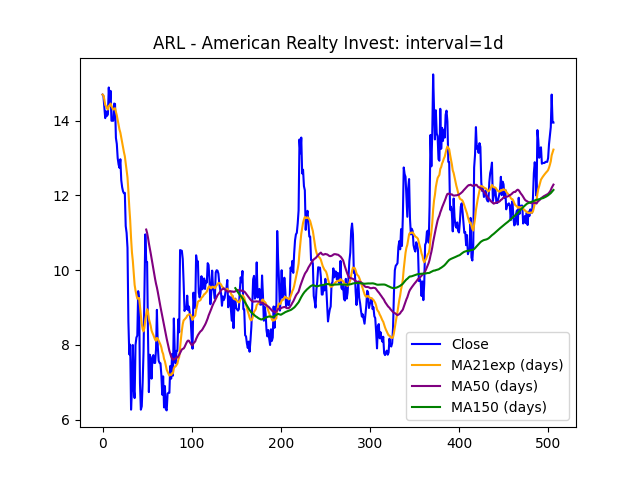 ARL - American Realty Invest: interval=1d
14
12
10
8
6
0
100
200
300
400
500
Close
MA21exp (days)
MA50 (days)
MA150 (days)